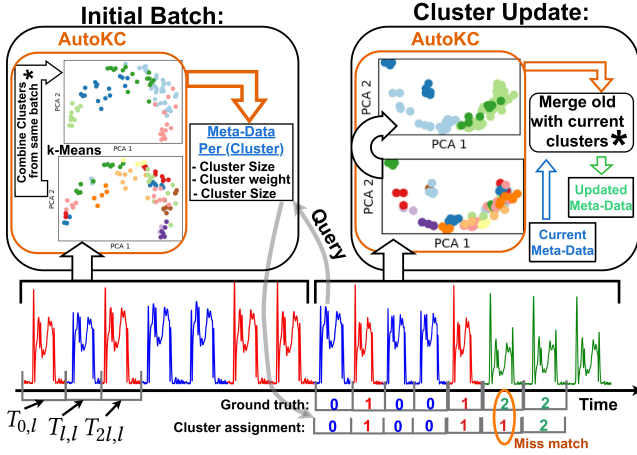 Initial Batch:
AutoKC
Combine Clusters *
from same batch
PCA 2
PCA 1
k-Means
PCA 2
PCA 1
Meta-Data
Per (Cluster)
- Cluster Size
- Cluster weight
- Cluster Size
Cluster Update:
AutoKC
PCA 2
PCA 1
PCA 2
PCA 1
Merge old
with current
clusters *
Updated
Meta-Data
Current
Meta-Data
Query
T0,l
Tl,l
T2l,l
Ground truth: 0 1 0 0 1 2 2
Time
Cluster assignment: 0 1 0 0 1 1 2
Miss match